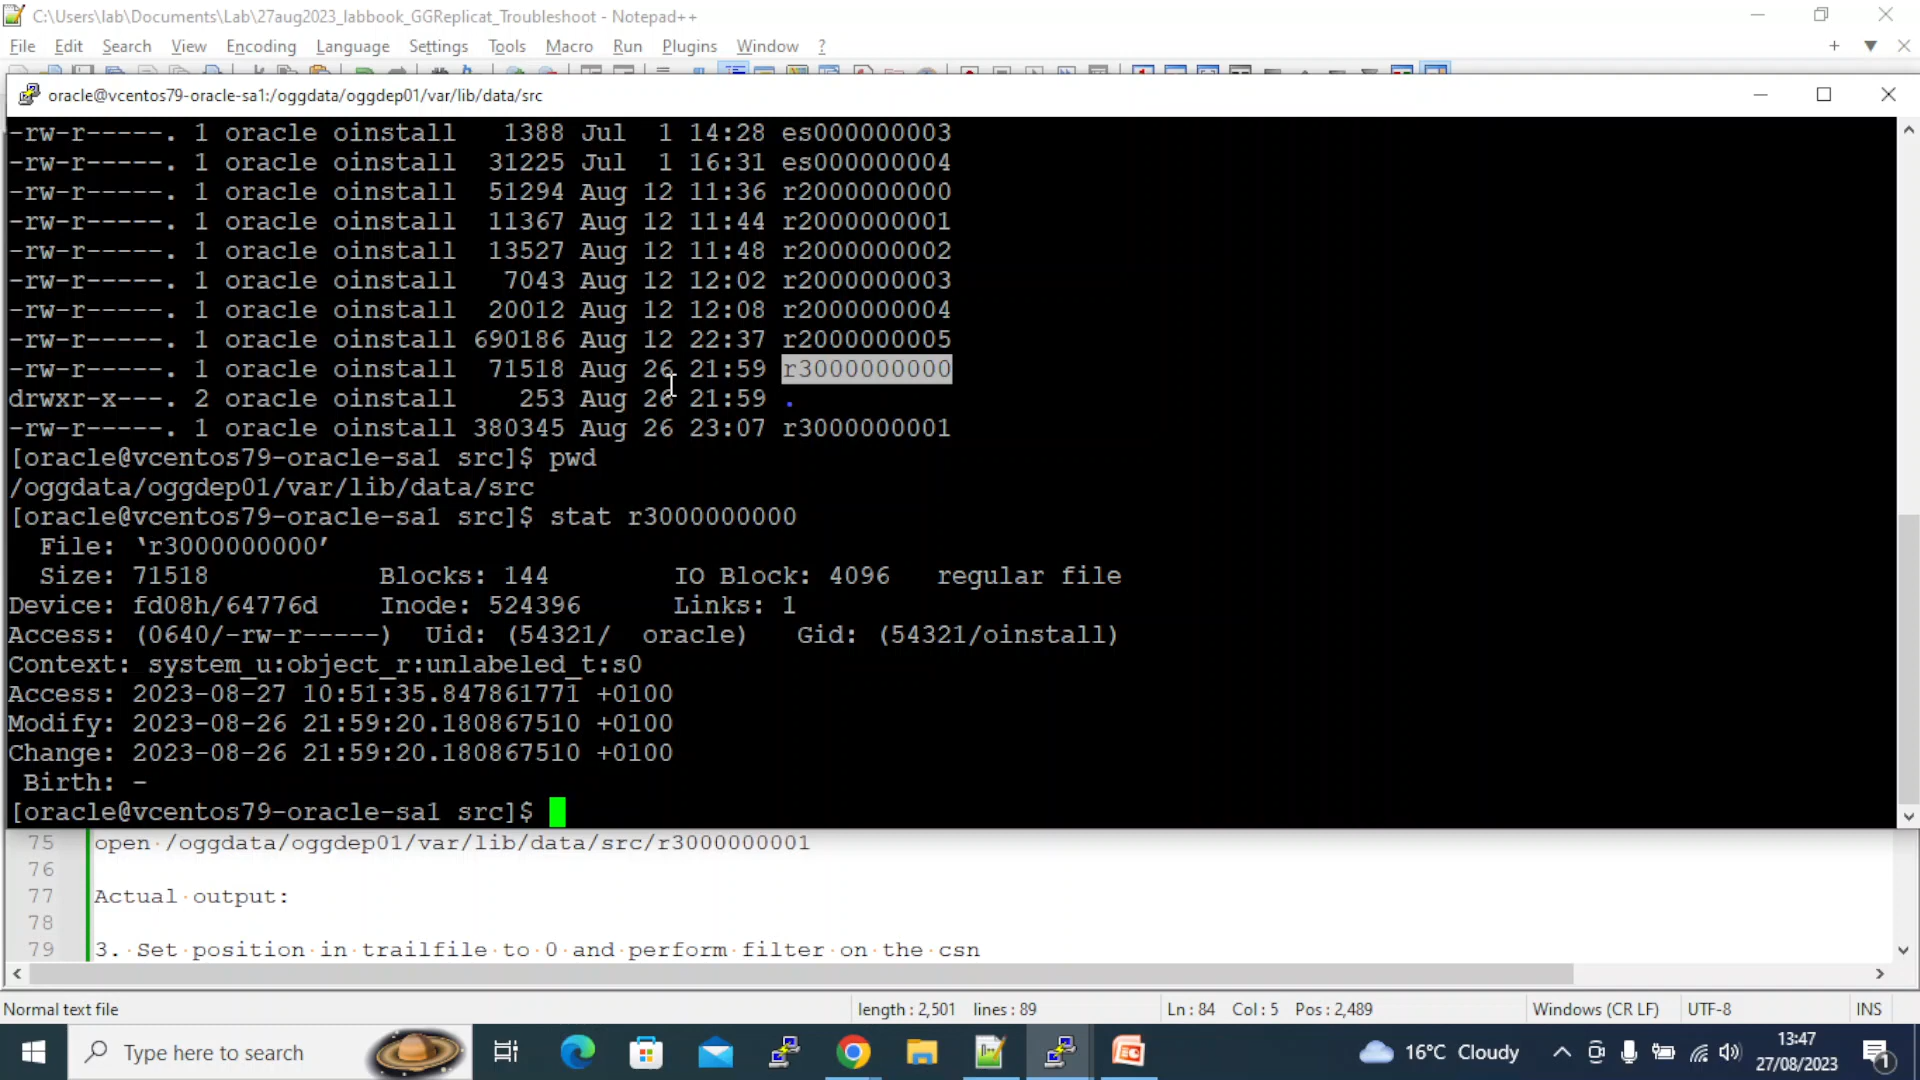 C:\Users\lab\Documents\Lab\27aug2023_labbook_GGReplicat_Troubleshoot - Notepad++
File Edit Search View Encoding Language Settings Tools Macro Run Plugins Window ?
oracle@vcentos79-oracle-sa1:/oggdata/oggdep01/var/lib/data/src
-rw-r-----. 1 oracle oinstall 1388 Jul 1 14:28 es000000003
-rw-r-----. 1 oracle oinstall 31225 Jul 1 16:31 es000000004
-rw-r-----. 1 oracle oinstall 51294 Aug 12 11:36 r2000000000
-rw-r-----. 1 oracle oinstall 11367 Aug 12 11:44 r2000000001
-rw-r-----. 1 oracle oinstall 13527 Aug 12 11:48 r2000000002
-rw-r-----. 1 oracle oinstall 7043 Aug 12 12:02 r2000000003
-rw-r-----. 1 oracle oinstall 20012 Aug 12 12:08 r2000000004
-rw-r-----. 1 oracle oinstall 690186 Aug 12 22:37 r2000000005
-rw-r-----. 1 oracle oinstall 71518 Aug 26 21:59 r3000000000
drwxr-x---. 2 oracle oinstall 253 Aug 26 21:59 .
-rw-r-----. 1 oracle oinstall 380345 Aug 26 23:07 r3000000001
[oracle@vcentos79-oracle-sa1 src]$ pwd
/oggdata/oggdep01/var/lib/data/src
[oracle@vcentos79-oracle-sa1 src]$ stat r3000000000
File: ‘r3000000000’
Size: 71518 Blocks: 144 IO Block: 4096 regular file
Device: fd08h/64776d Inode: 524396 Links: 1
Access: (0640/-rw-r-----) Uid: (54321/ oracle) Gid: (54321/oinstall)
Context: system_u:object_r:unlabeled_t:s0
Access: 2023-08-27 10:51:35.847861771 +0100
Modify: 2023-08-26 21:59:20.180867510 +0100
Change: 2023-08-26 21:59:20.180867510 +0100
Birth: -
[oracle@vcentos79-oracle-sa1 src]$
75 open /oggdata/oggdep01/var/lib/data/src/r3000000001
76
77 Actual output:
78
79 3. Set position in trailfile to 0 and perform filter on the csn
Normal text file length : 2,501 lines : 89 Ln : 84 Col : 5 Pos : 2,489 Windows (CR LF) UTF-8 INS
Type here to search 16°C Cloudy 13:47
27/08/2023 1